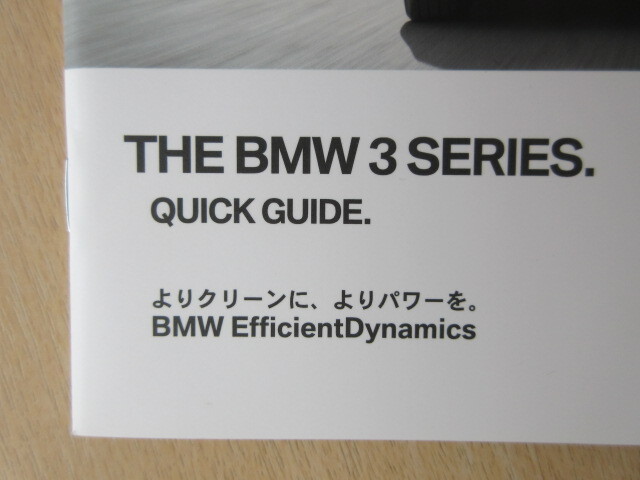 THE BMW 3 SERIES.
QUICK GUIDE.
よりクリーンに、よりパワーを。
BMW EfficientDynamics